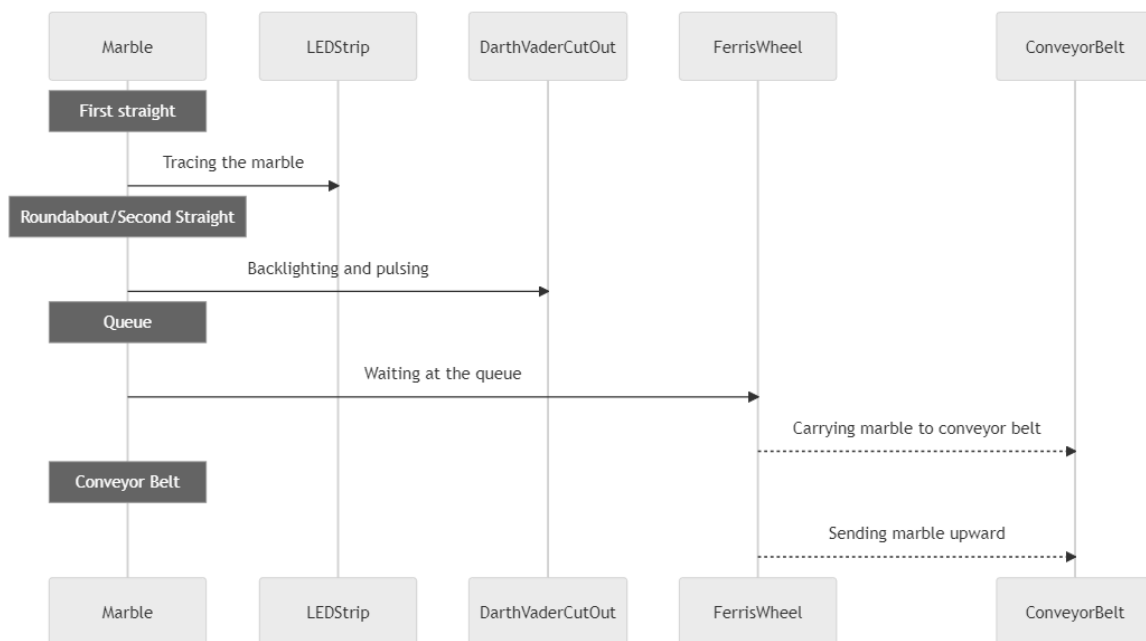 Marble
LEDStrip
DarthVaderCutOut
FerrisWheel
ConveyorBelt
First straight
Tracing the marble
Roundabout/Second Straight
Backlighting and pulsing
Queue
Waiting at the queue
Carrying marble to conveyor belt
Conveyor Belt
Sending marble upward
Marble
LEDStrip
DarthVaderCutOut
FerrisWheel
ConveyorBelt